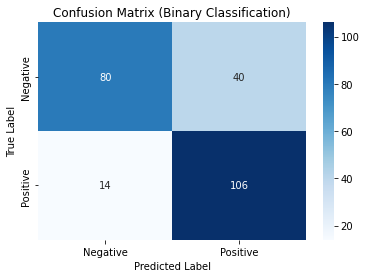 Confusion Matrix (Binary Classification)
True Label
Negative
80
40
Positive
14
106
Negative
Positive
Predicted Label
100
80
60
40
20